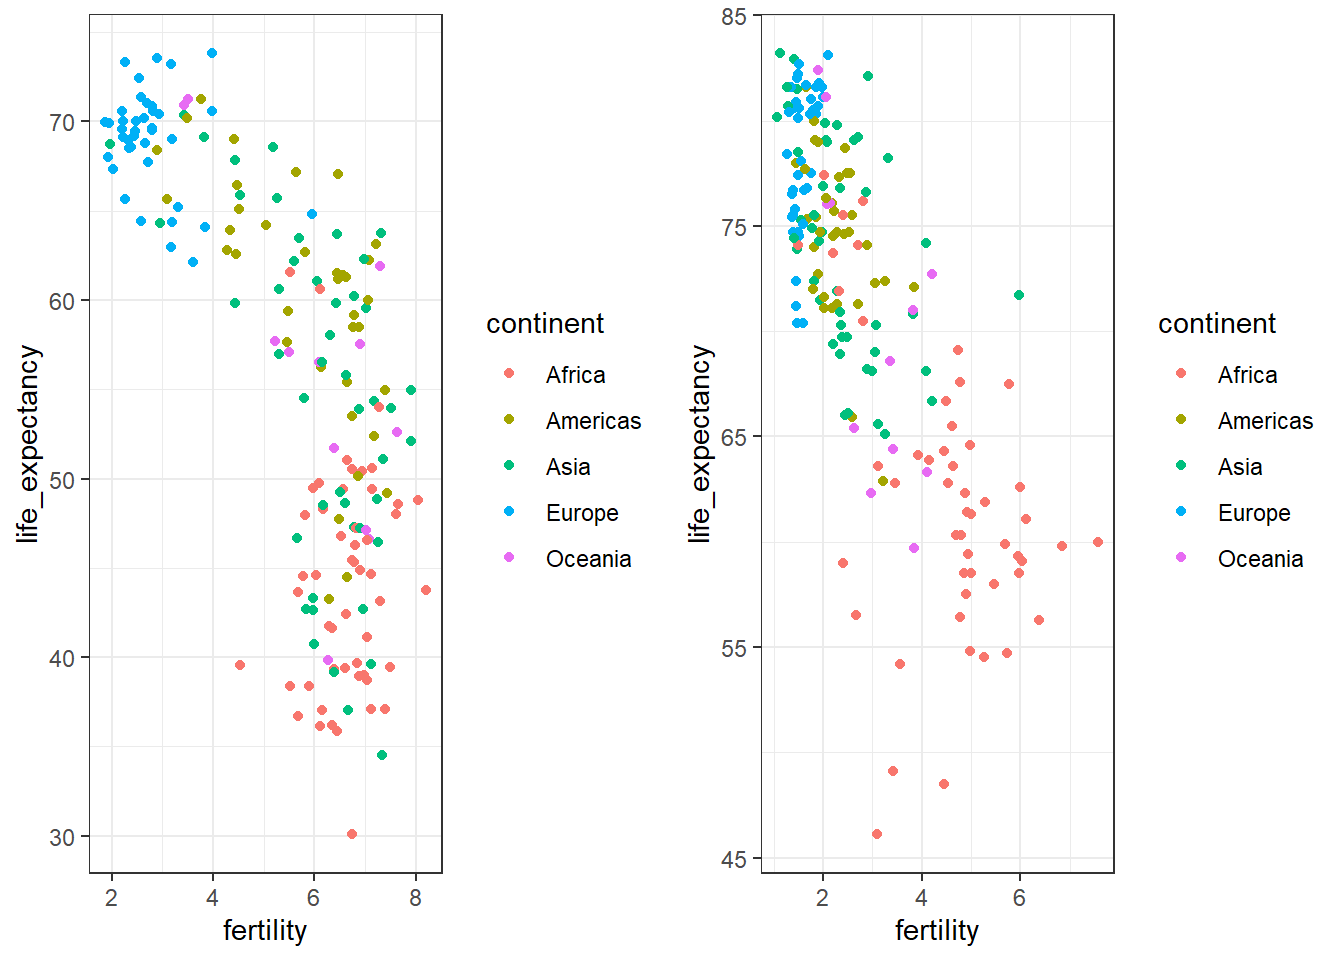 life_expectancy
70
60
50
40
30
2 4 6 8
fertility
continent
Africa
Americas
Asia
Europe
Oceania
life_expectancy
85
75
65
55
45
2 4 6
fertility
continent
Africa
Americas
Asia
Europe
Oceania